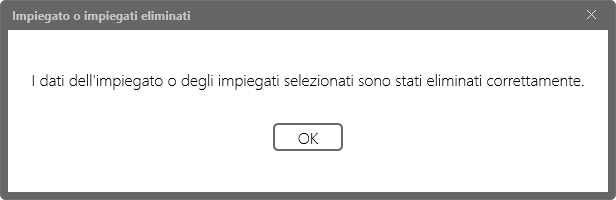 Impiegato o impiegati eliminati
I dati dell'impiegato o degli impiegati selezionati sono stati eliminati correttamente.
OK